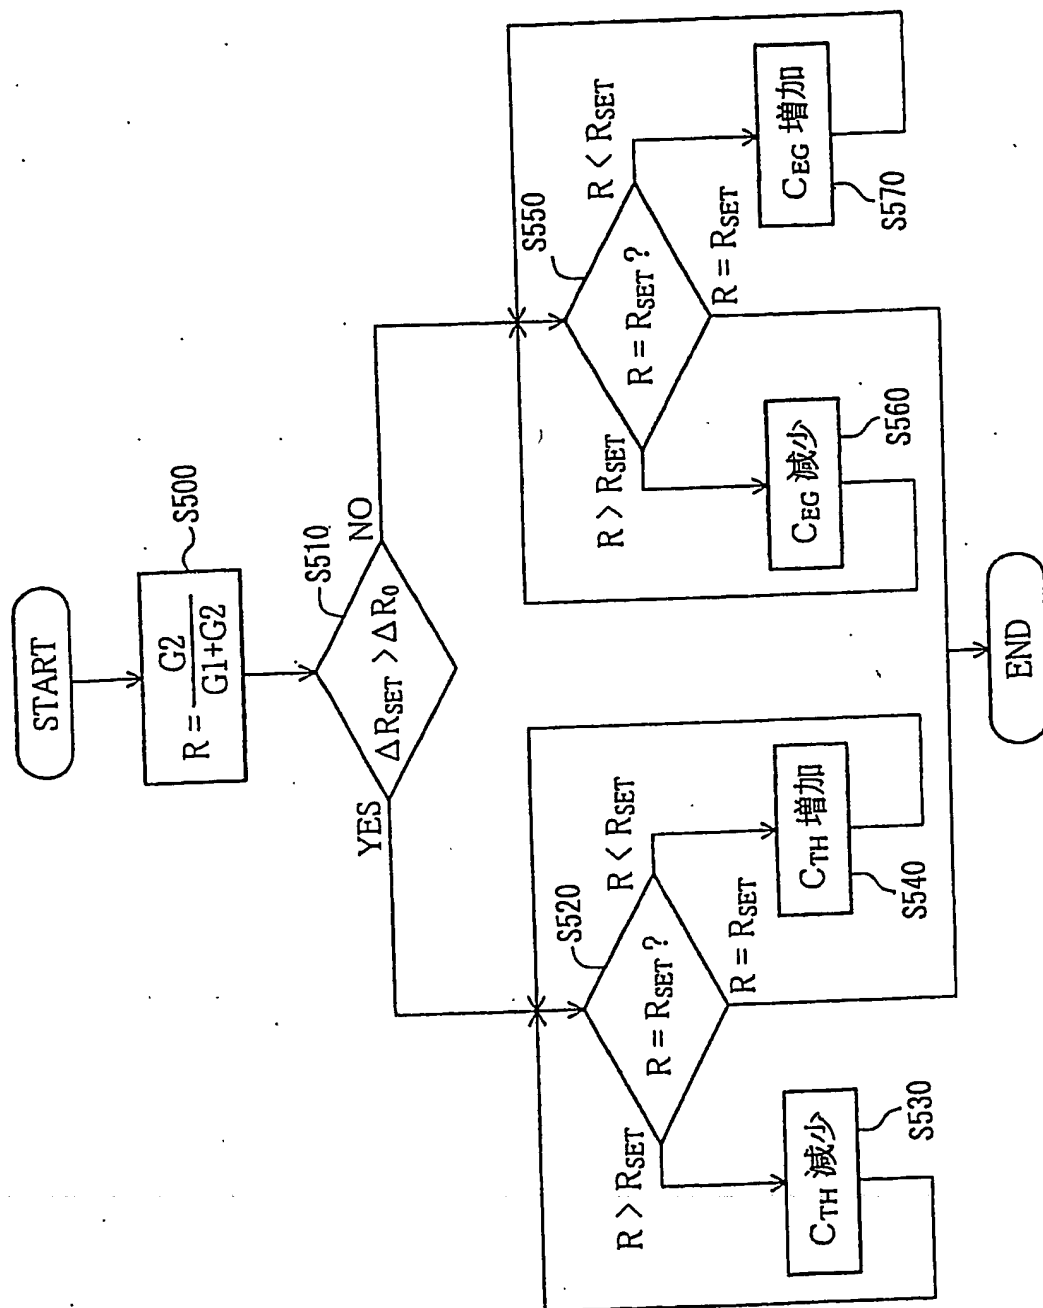 START
R = G2 / G1+G2
S500
ΔRSET > ΔR0
S510
YES
NO
R = RSET ?
S520
R > RSET
R < RSET
R = RSET
CTH 減少
S530
CTH 増加
S540
R = RSET ?
S550
R > RSET
R < RSET
R = RSET
CEG 減少
S560
CEG 増加
S570
END